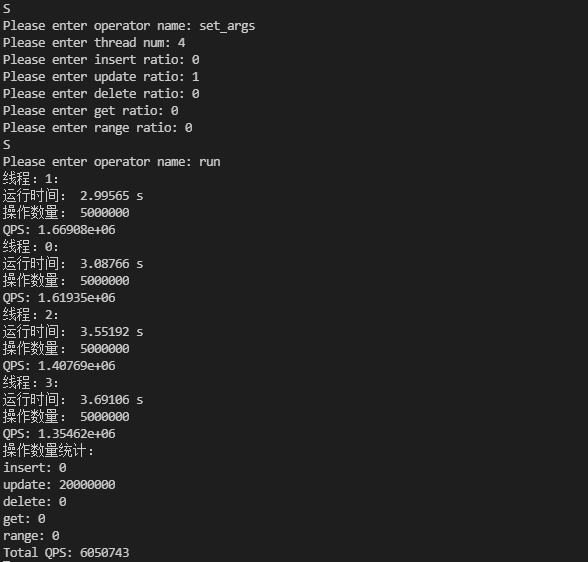 S
Please enter operator name: set_args
Please enter thread num: 4
Please enter insert ratio: 0
Please enter update ratio: 1
Please enter delete ratio: 0
Please enter get ratio: 0
Please enter range ratio: 0
S
Please enter operator name: run
线程: 1:
运行时间: 2.99565 s
操作数量: 5000000
QPS: 1.66908e+06
线程: 0:
运行时间: 3.08766 s
操作数量: 5000000
QPS: 1.61935e+06
线程: 2:
运行时间: 3.55192 s
操作数量: 5000000
QPS: 1.40769e+06
线程: 3:
运行时间: 3.69106 s
操作数量: 5000000
QPS: 1.35462e+06
操作数量统计:
insert: 0
update: 20000000
delete: 0
get: 0
range: 0
Total QPS: 6050743